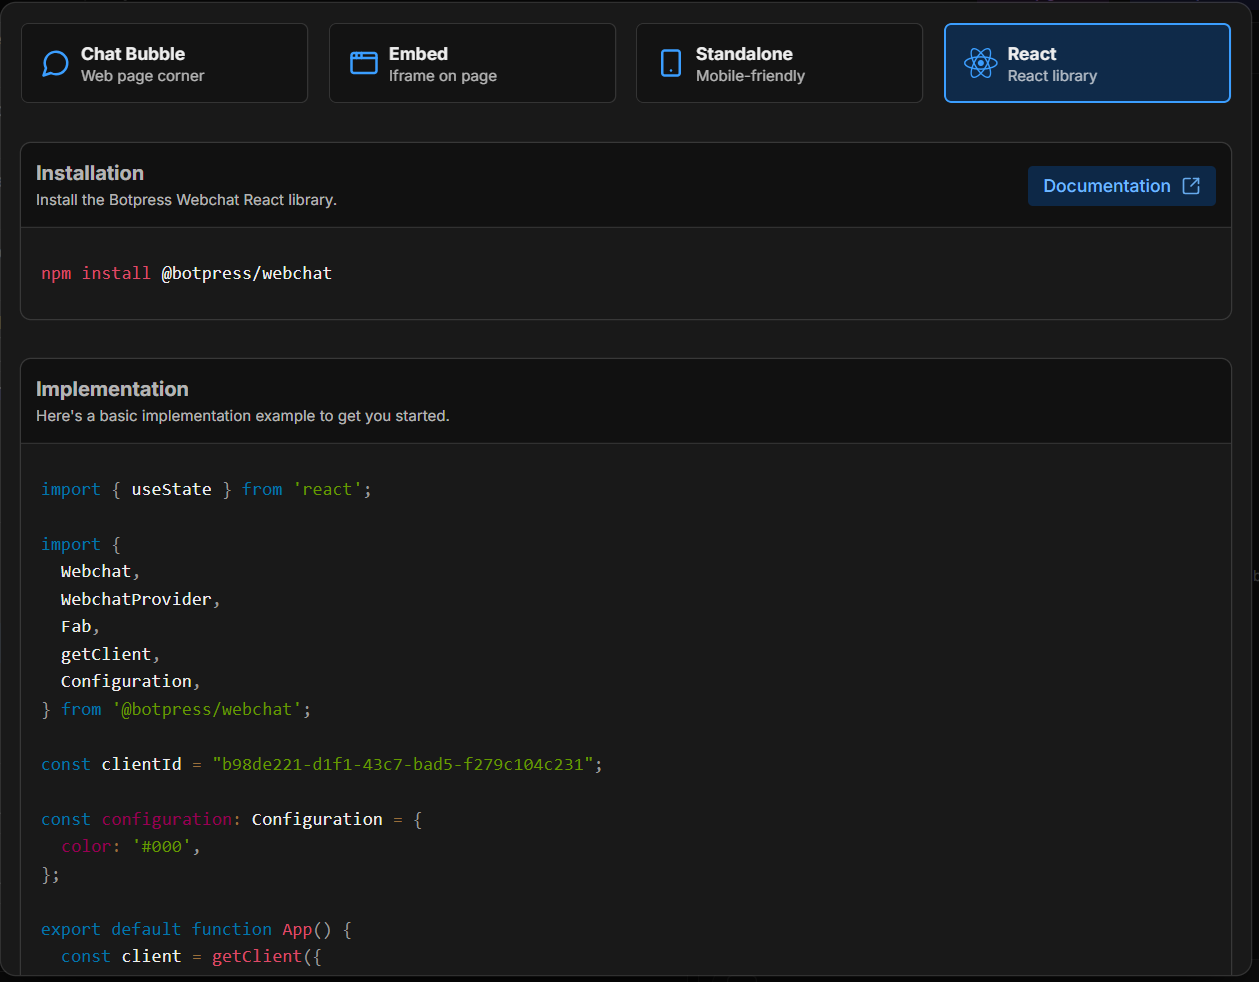 Chat Bubble
Web page corner
Embed
Iframe on page
Standalone
Mobile-friendly
React
React library
Installation
Install the Botpress Webchat React library.
Documentation
npm install @botpress/webchat
Implementation
Here's a basic implementation example to get you started.
import { useState } from 'react';
import {
  Webchat,
  WebchatProvider,
  Fab,
  getClient,
  Configuration,
} from '@botpress/webchat';
const clientId = "b98de221-d1f1-43c7-bad5-f279c104c231";
const configuration: Configuration = {
  color: '#000',
};
export default function App() {
  const client = getClient({